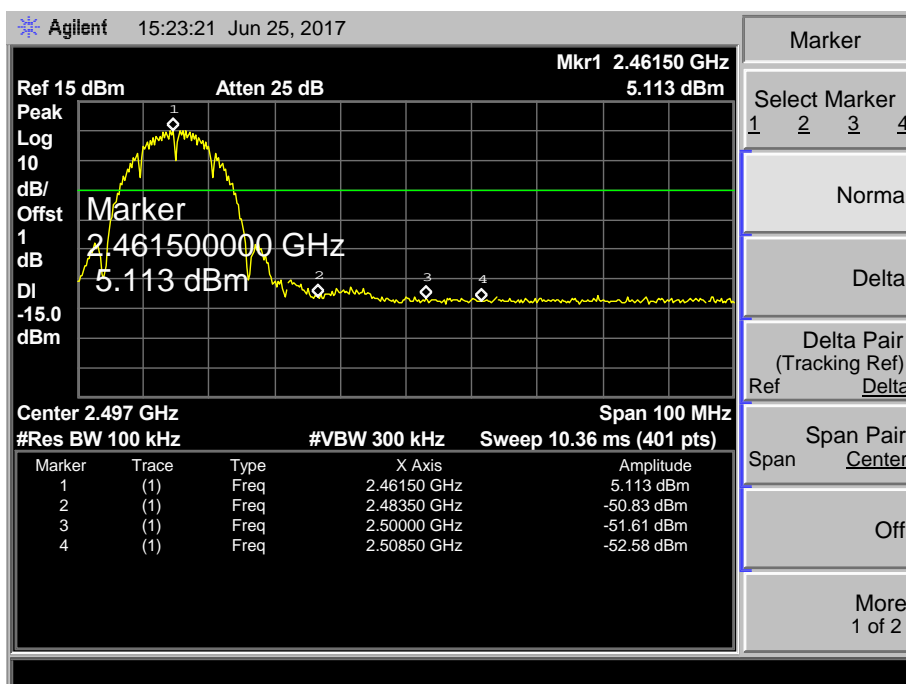 Agilent 15:23:21 Jun 25, 2017
Mkr1 2.46150 GHz
Ref 15 dBm Atten 25 dB 5.113 dBm
Peak
Log
10
dB/
Offst
1
dB
DI
-15.0
dBm
1
Marker
2.461500000 GHz
5.113 dBm
2
3
4
Center 2.497 GHz Span 100 MHz
#Res BW 100 kHz #VBW 300 kHz Sweep 10.36 ms (401 pts)
Marker Trace Type X Axis Amplitude
1 (1) Freq 2.46150 GHz 5.113 dBm
2 (1) Freq 2.48350 GHz -50.83 dBm
3 (1) Freq 2.50000 GHz -51.61 dBm
4 (1) Freq 2.50850 GHz -52.58 dBm
Marker
Select Marker
1 2 3 4
Norma
Delta
Delta Pair
(Tracking Ref)
Ref Delta
Span Pair
Span Center
Off
More
1 of 2